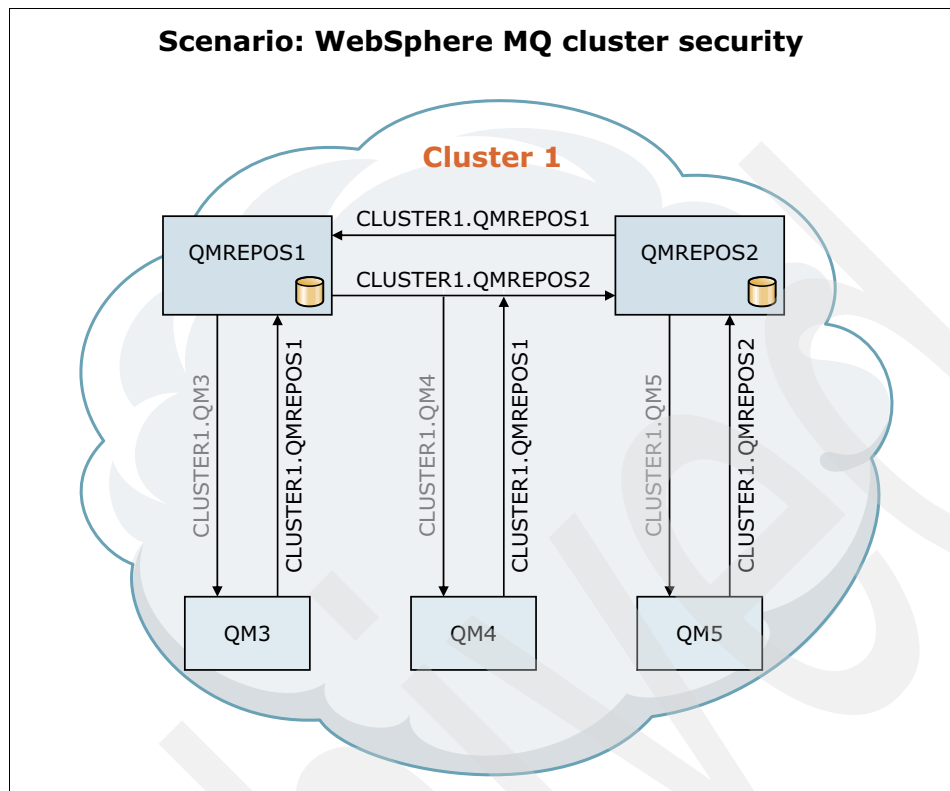 Scenario: WebSphere MQ cluster security
Cluster 1
CLUSTER1.QMREPOS1
QMREPOS1
QMREPOS2
CLUSTER1.QMREPOS2
CLUSTER1.QM3
CLUSTER1.QMREPOS1
CLUSTER1.QM4
CLUSTER1.QMREPOS1
CLUSTER1.QM5
CLUSTER1.QMREPOS2
QM3
QM4
QM5